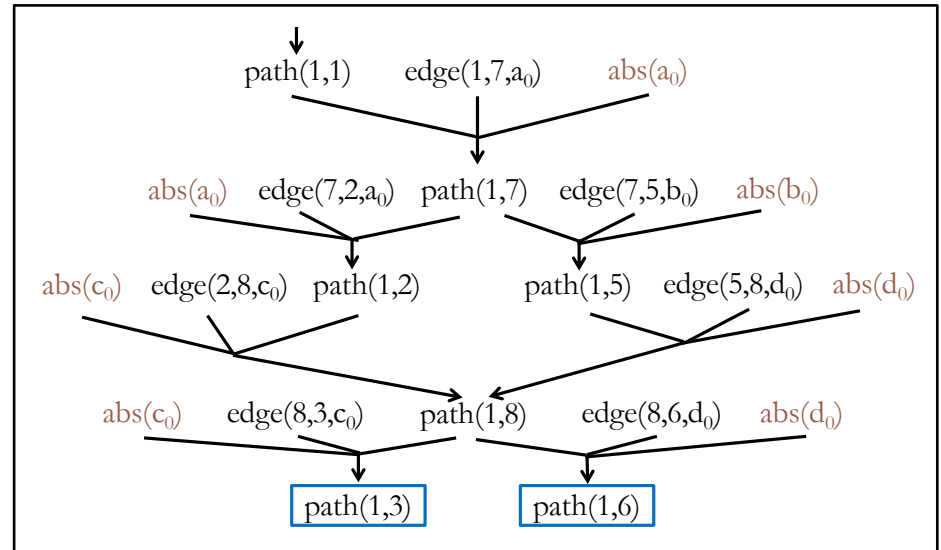 path(1,1) edge(1,7,a₀) abs(a₀)
abs(a₀) edge(7,2,a₀) path(1,7) edge(7,5,b₀) abs(b₀)
abs(c₀) edge(2,8,c₀) path(1,2) path(1,5) edge(5,8,d₀) abs(d₀)
abs(c₀) edge(8,3,c₀) path(1,8) edge(8,6,d₀) abs(d₀)
path(1,3) path(1,6)